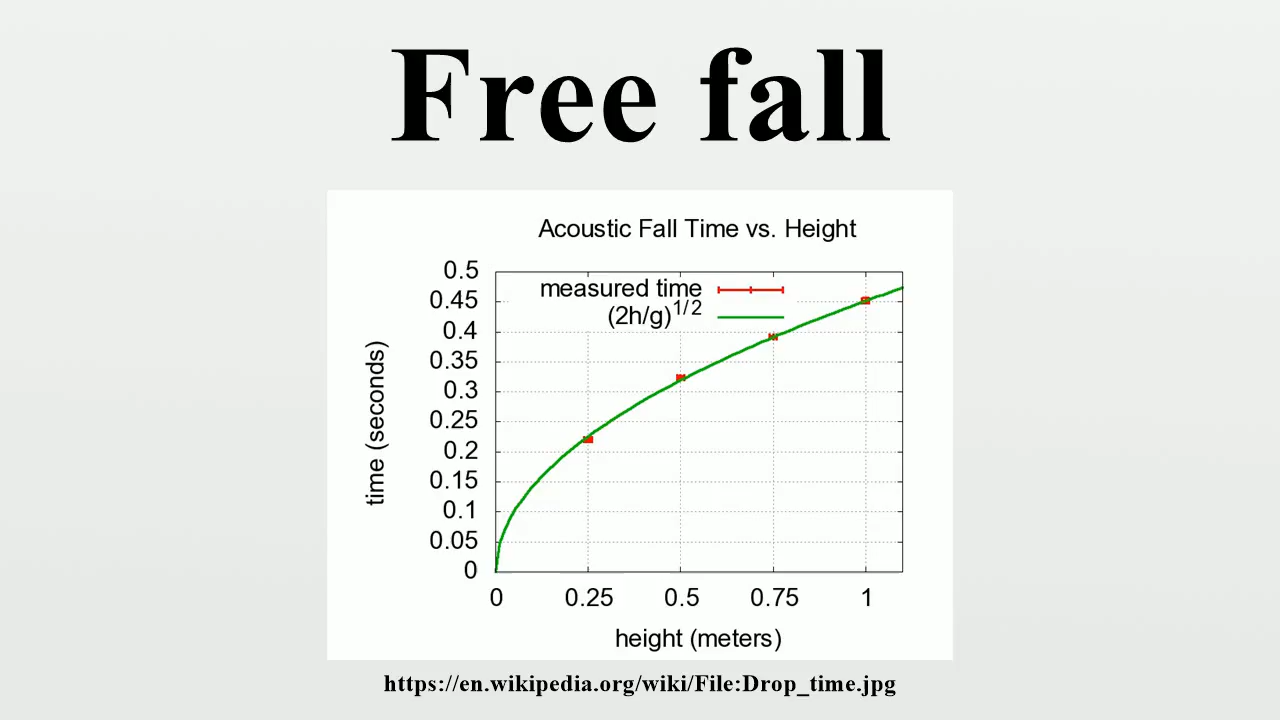 Free fall
Acoustic Fall Time vs. Height
measured time
(2h/g)^1/2
time (seconds)
0.5
0.45
0.4
0.35
0.3
0.25
0.2
0.15
0.1
0.05
0
0 0.25 0.5 0.75 1
height (meters)
https://en.wikipedia.org/wiki/File:Drop_time.jpg